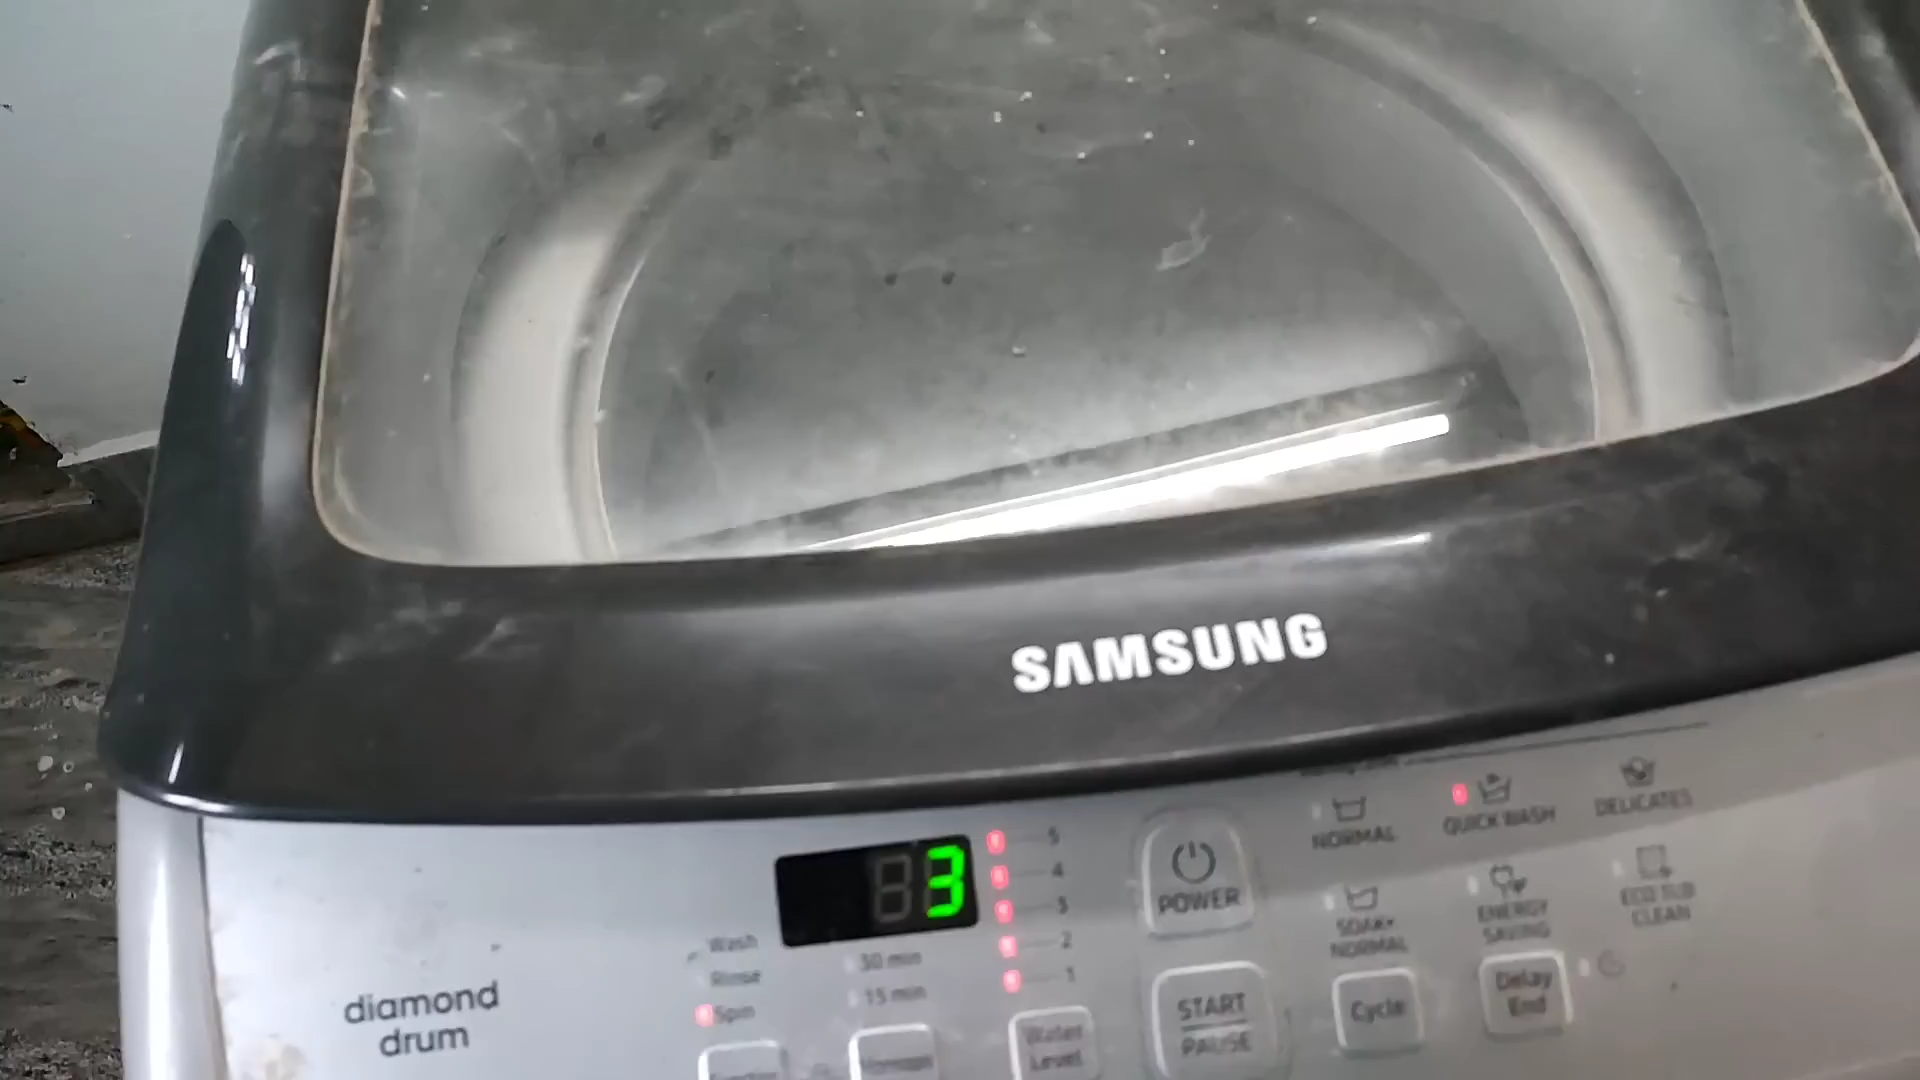 SAMSUNG
3
5
4
3
2
1
Wash
Rinse
Spin
30 min
15 min
Water
Level
POWER
START
PAUSE
NORMAL
QUICK WASH
DELICATES
SOAK+
NORMAL
ENERGY
SAVING
ECO TUB
CLEAN
Cycle
Delay
End
diamond
drum